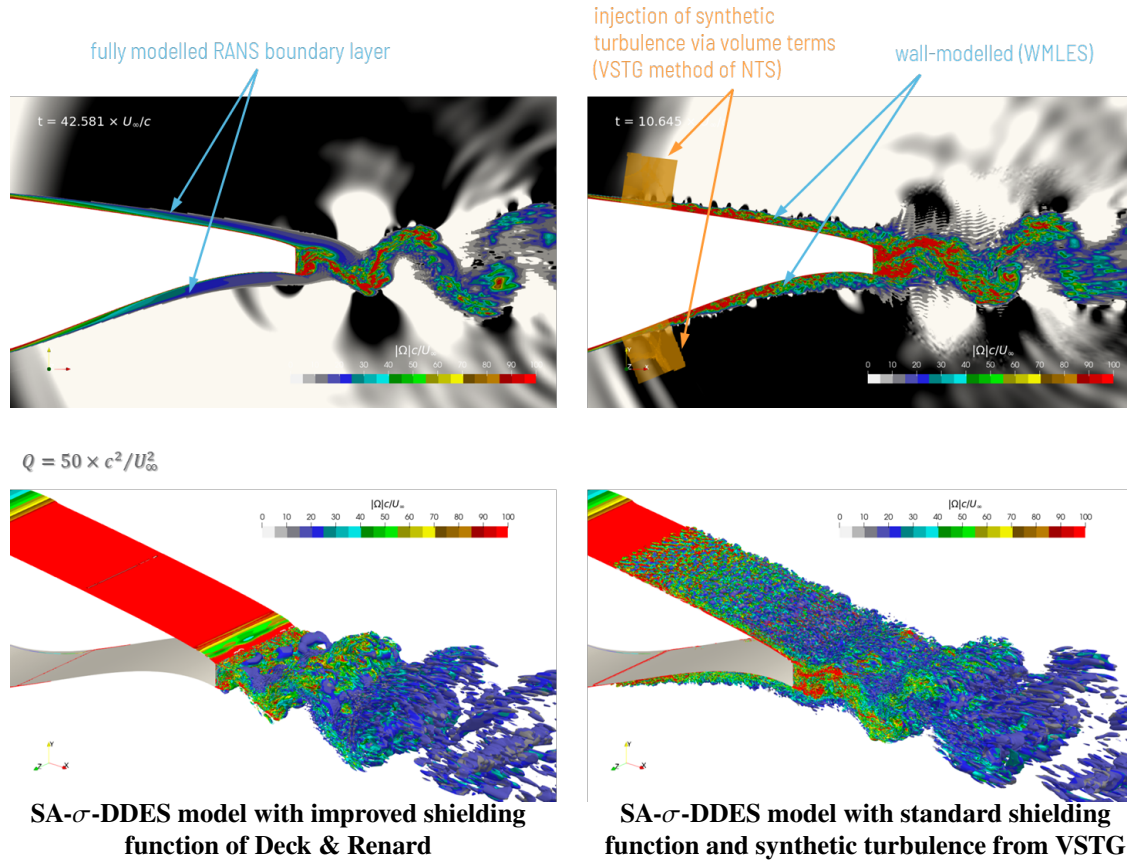 fully modelled RANS boundary layer
injection of synthetic
turbulence via volume terms
(VSTG method of NTS)
wall-modelled (WMLES)
t = 42.581 × U∞/c
|Ω|c/U∞
30 40 50 60 70 80 90 100
t = 10.645
|Ω|c/U∞
0 10 20 30 40 50 60 70 80 90 100
Q = 50 × c²/U∞²
|Ω|c/U∞
0 10 20 30 40 50 60 70 80 90 100
Y
Z X
|Ω|c/U∞
0 10 20 30 40 50 60 70 80 90 100
Y
Z X
SA-σ-DDES model with improved shielding
function of Deck & Renard
SA-σ-DDES model with standard shielding
function and synthetic turbulence from VSTG